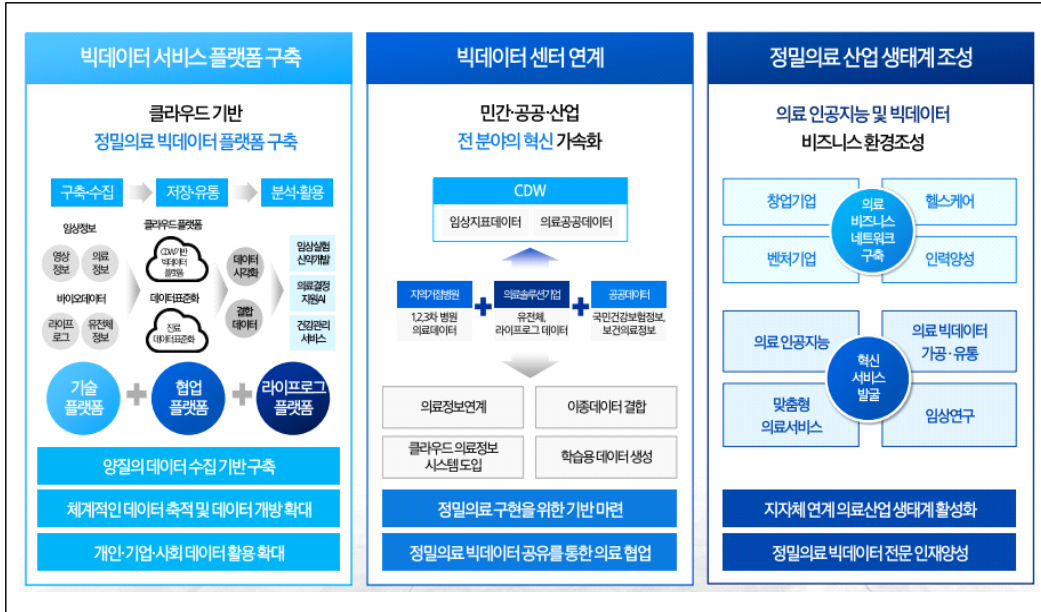 빅데이터 서비스 플랫폼 구축
클라우드 기반
정밀의료 빅데이터 플랫폼 구축
구축·수집
저장·유통
분석·활용
임상정보
영상
정보
의료
정보
바이오데이터
라이프
로그
유전체
정보
클라우드 플랫폼
CDW기반
빅데이터
플랫폼
데이터표준화
진료
데이터표준화
데이터
시각화
결합
데이터
임상실험
신약개발
의료결정
지원AI
건강관리
서비스
기술
플랫폼
협업
플랫폼
라이프로그
플랫폼
양질의 데이터 수집 기반 구축
체계적인 데이터 축적 및 데이터 개방 확대
개인·기업·사회 데이터 활용 확대
빅데이터 센터 연계
민간·공공·산업
전 분야의 혁신 가속화
CDW
임상지표데이터
의료공공데이터
지역거점병원
1,2,3차 병원
의료데이터
의료솔루션기업
유전체,
라이프로그 데이터
공공데이터
국민건강보험정보,
보건의료정보
의료정보연계
이종데이터 결합
클라우드 의료정보
시스템 도입
학습용 데이터 생성
정밀의료 구현을 위한 기반 마련
정밀의료 빅데이터 공유를 통한 의료 협업
정밀의료 산업 생태계 조성
의료 인공지능 및 빅데이터
비즈니스 환경조성
창업기업
헬스케어
벤처기업
인력양성
의료
비즈니스
네트워크
구축
의료 인공지능
의료 빅데이터
가공·유통
맞춤형
의료서비스
임상연구
혁신
서비스
발굴
지자체 연계 의료산업 생태계 활성화
정밀의료 빅데이터 전문 인재양성